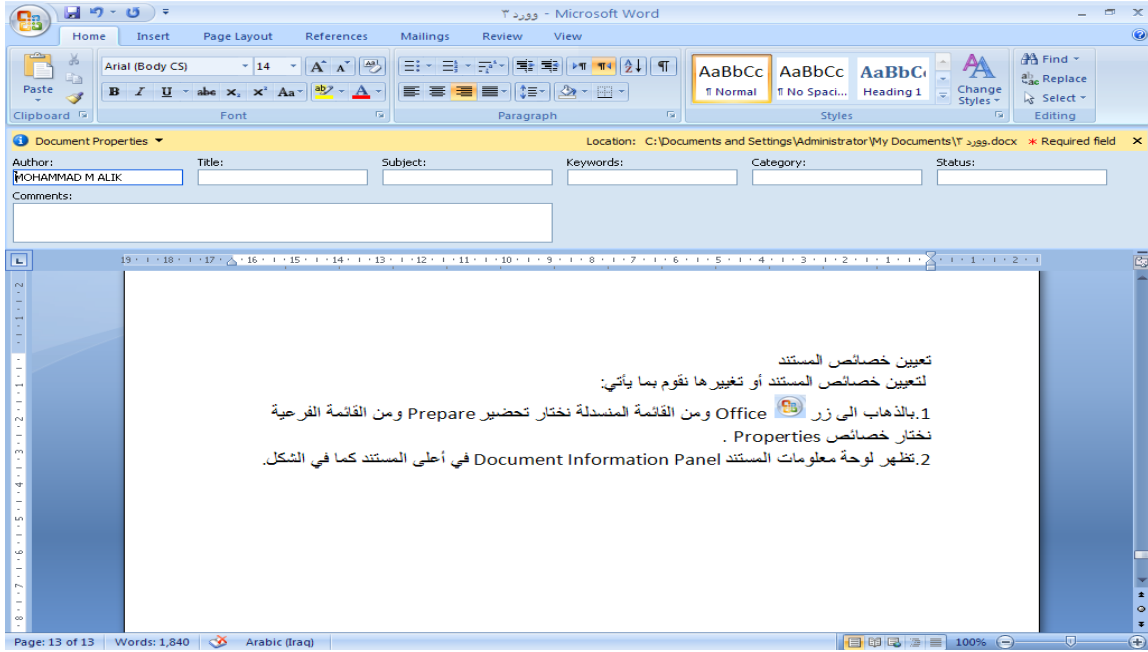 وورد ٣ - Microsoft Word
Home Insert Page Layout References Mailings Review View
Paste
Arial (Body CS) 14
AaBbCc AaBbCc AaBbC
¶ Normal ¶ No Spaci... Heading 1
Change Styles
Find
Replace
Select
Clipboard Font Paragraph Styles Editing
Document Properties Location: C:\Documents and Settings\Administrator\My Documents\وورد ٣.docx * Required field
Author: Title: Subject: Keywords: Category: Status:
MOHAMMAD M ALIK
Comments:
تعيين خصائص المستند
لتعيين خصائص المستند أو تغييرها نقوم بما يأتي:
1.بالذهاب الى زر Office ومن القائمة المنسدلة نختار تحضير Prepare ومن القائمة الفرعية
نختار خصائص Properties .
2.تظهر لوحة معلومات المستند Document Information Panel في أعلى المستند كما في الشكل.
Page: 13 of 13 Words: 1,840 Arabic (Iraq) 100%